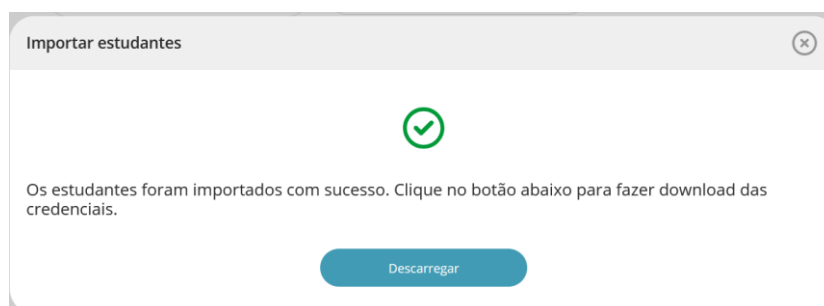 Importar estudantes
Os estudantes foram importados com sucesso. Clique no botão abaixo para fazer download das
credenciais.
Descarregar